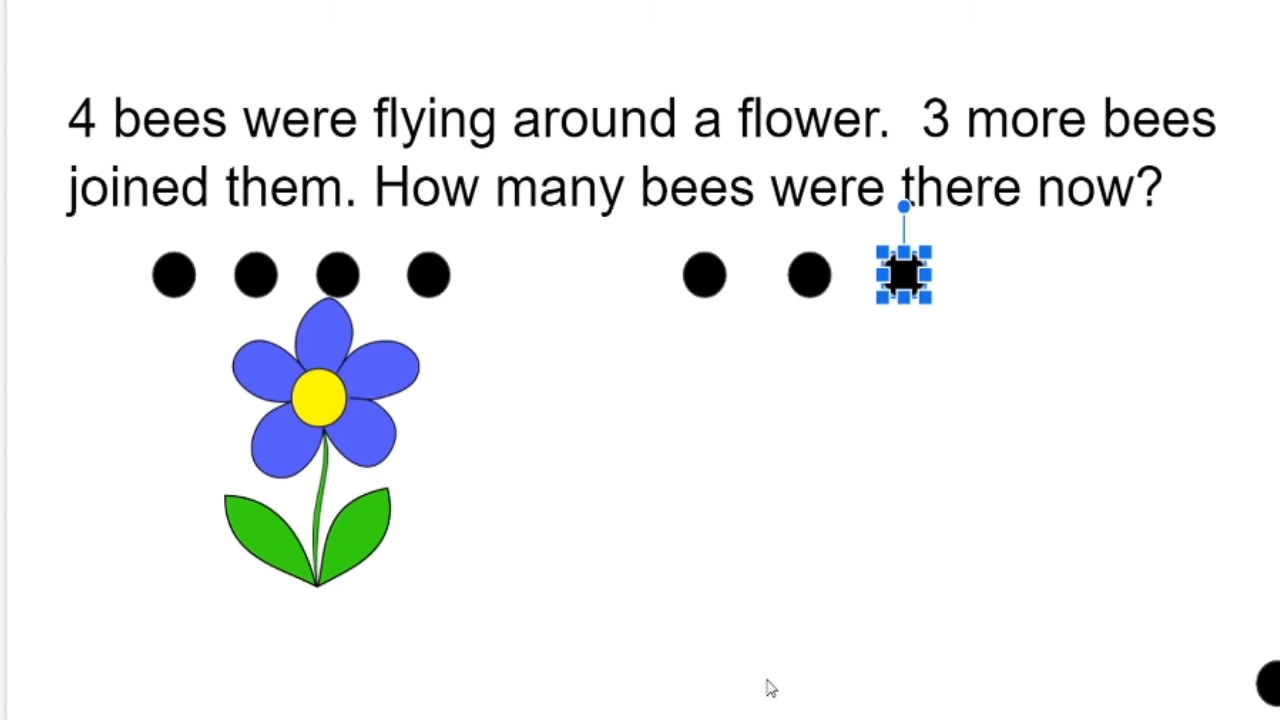 4 bees were flying around a flower.  3 more bees
joined them. How many bees were there now?